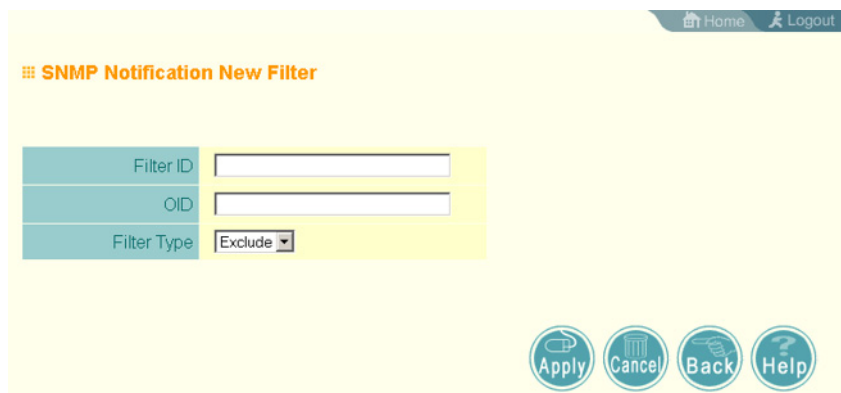 Home Logout
SNMP Notification New Filter
Filter ID
OID
Filter Type Exclude
Apply Cancel Back Help